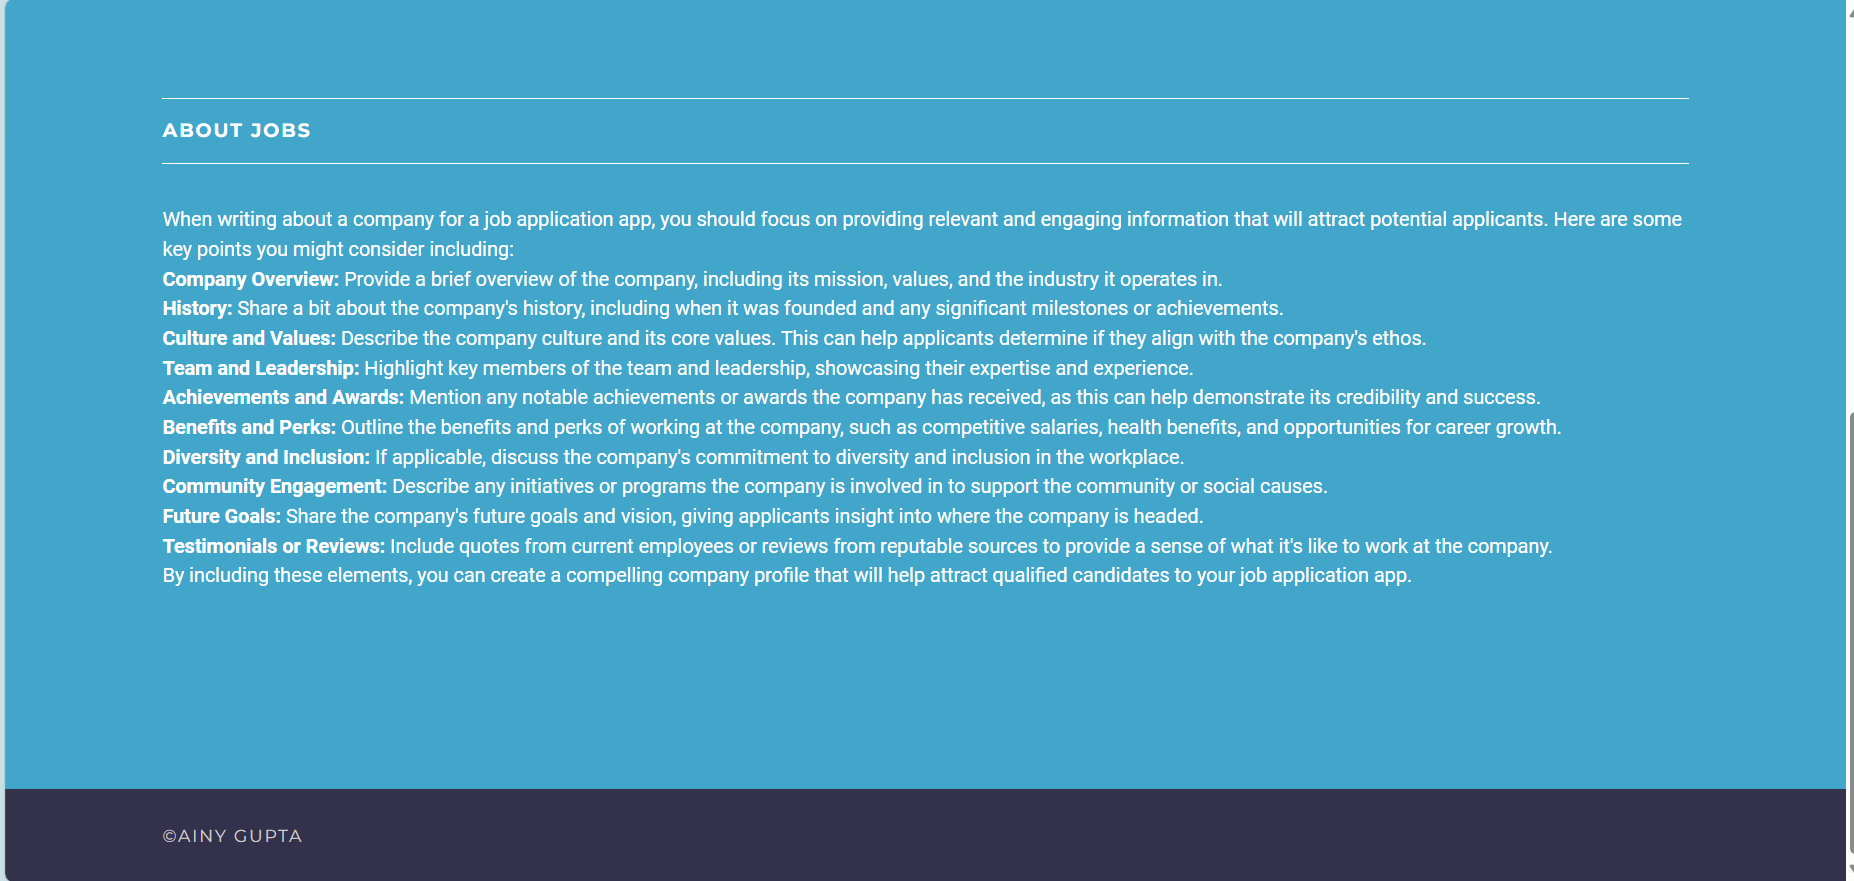 ABOUT JOBS
When writing about a company for a job application app, you should focus on providing relevant and engaging information that will attract potential applicants. Here are some
key points you might consider including:
Company Overview: Provide a brief overview of the company, including its mission, values, and the industry it operates in.
History: Share a bit about the company's history, including when it was founded and any significant milestones or achievements.
Culture and Values: Describe the company culture and its core values. This can help applicants determine if they align with the company's ethos.
Team and Leadership: Highlight key members of the team and leadership, showcasing their expertise and experience.
Achievements and Awards: Mention any notable achievements or awards the company has received, as this can help demonstrate its credibility and success.
Benefits and Perks: Outline the benefits and perks of working at the company, such as competitive salaries, health benefits, and opportunities for career growth.
Diversity and Inclusion: If applicable, discuss the company's commitment to diversity and inclusion in the workplace.
Community Engagement: Describe any initiatives or programs the company is involved in to support the community or social causes.
Future Goals: Share the company's future goals and vision, giving applicants insight into where the company is headed.
Testimonials or Reviews: Include quotes from current employees or reviews from reputable sources to provide a sense of what it's like to work at the company.
By including these elements, you can create a compelling company profile that will help attract qualified candidates to your job application app.
©AINY GUPTA